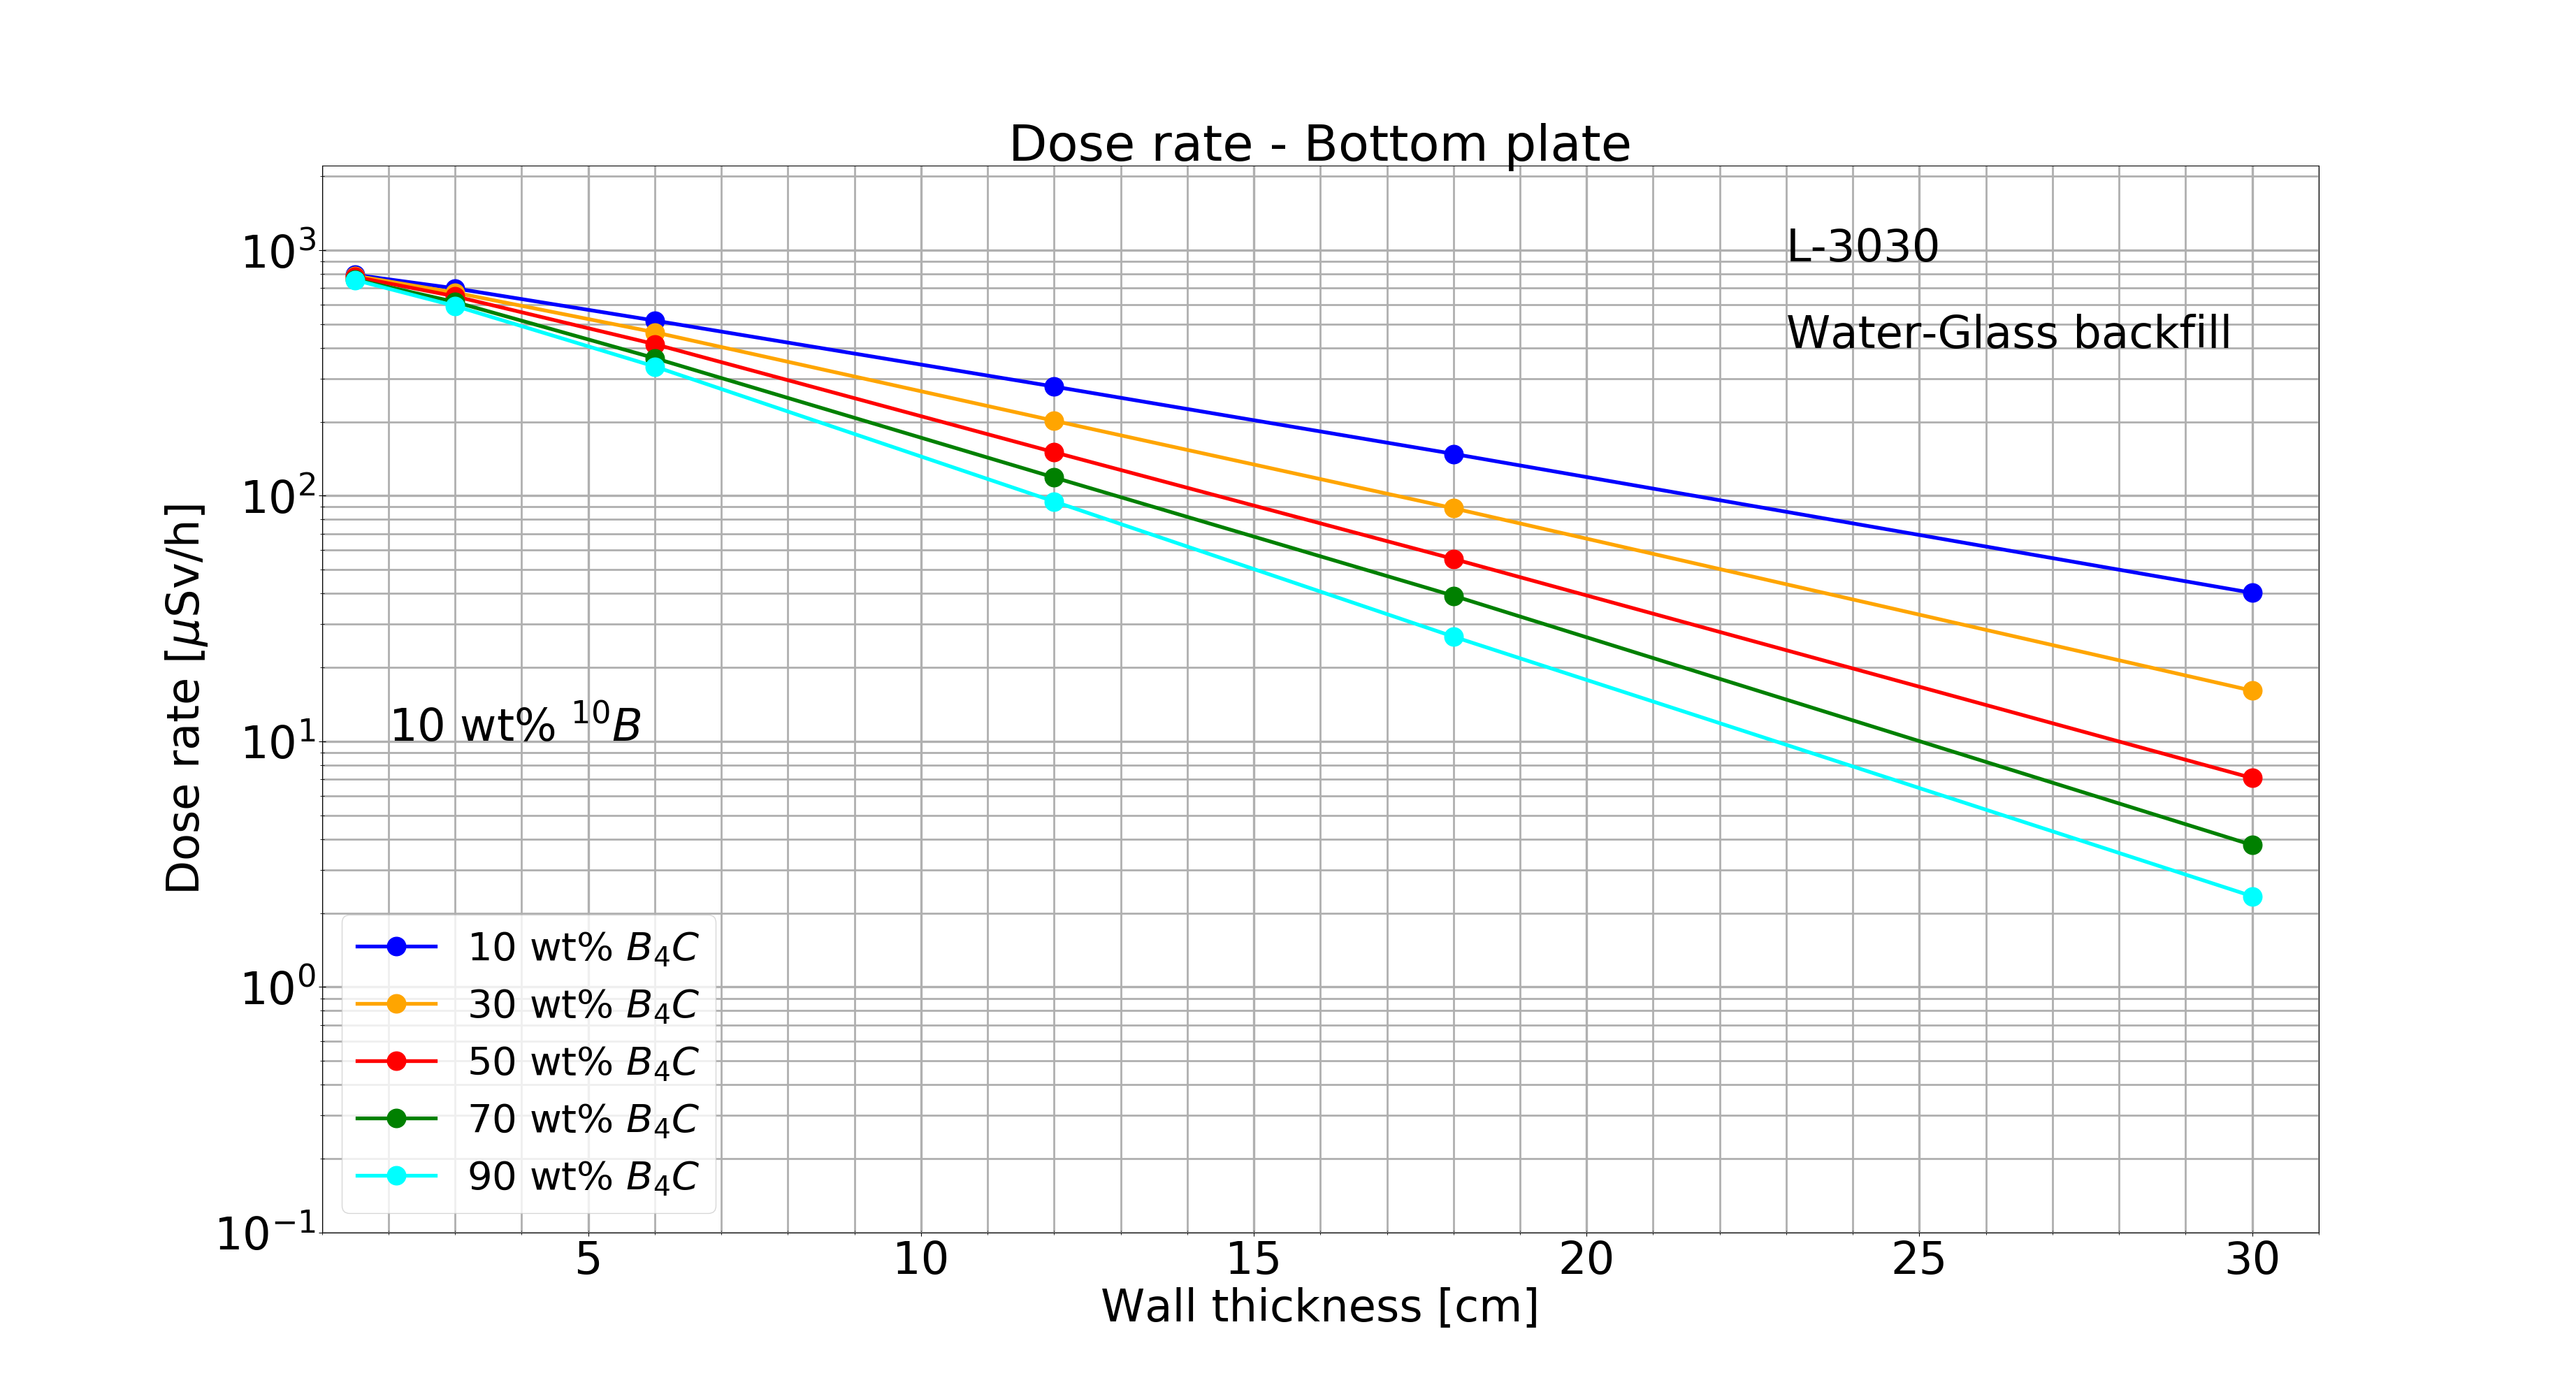 Dose rate - Bottom plate
10³
10²
10¹
10⁰
10⁻¹
Dose rate [μSv/h]
L-3030
Water-Glass backfill
10 wt% ¹⁰B
10 wt% B₄C
30 wt% B₄C
50 wt% B₄C
70 wt% B₄C
90 wt% B₄C
5 10 15 20 25 30
Wall thickness [cm]